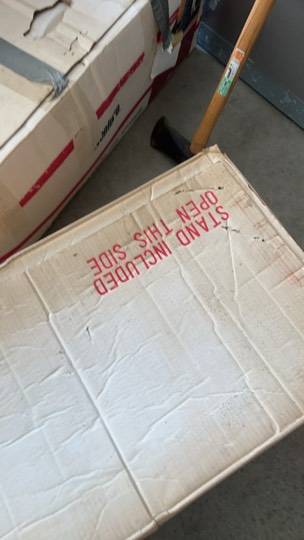 STAND INCLUDED
OPEN THIS SIDE